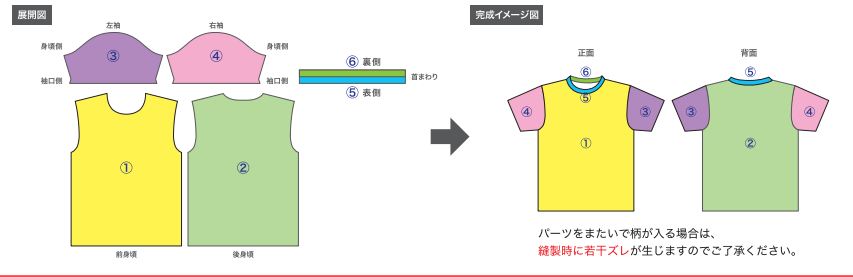 展開図
左袖
右袖
身頃側
③
④
身頃側
袖口側
袖口側
⑥ 裏側
首まわり
⑤ 表側
①
②
前身頃
後身頃
完成イメージ図
正面
背面
⑥
⑤
⑤
④
③
③
④
①
②
パーツをまたいで柄が入る場合は、
縫製時に若干ズレが生じますのでご了承ください。